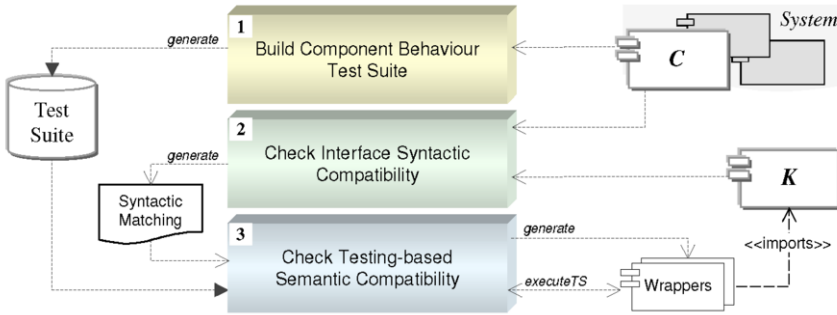 1
System
generate
Build Component Behaviour
Test Suite
C
Test
Suite
2
generate
Check Interface Syntactic
Compatibility
K
Syntactic
Matching
3
generate
Check Testing-based
Semantic Compatibility
<<imports>>
executeTS
Wrappers